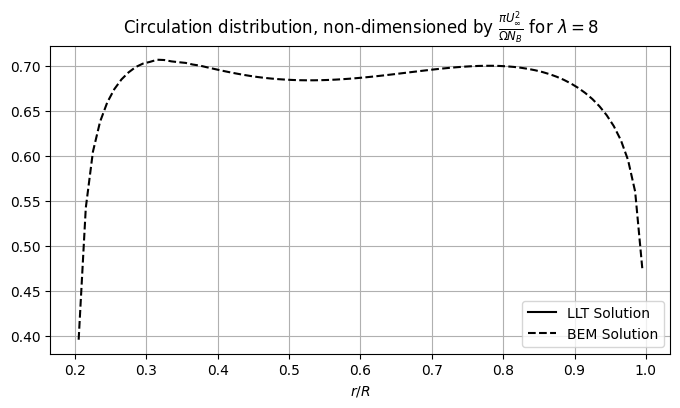 Circulation distribution, non-dimensioned by $\frac{\pi U_\infty^2}{\Omega N_B}$ for $\lambda = 8$
0.70
0.65
0.60
0.55
0.50
0.45
0.40
LLT Solution
BEM Solution
0.2 0.3 0.4 0.5 0.6 0.7 0.8 0.9 1.0
r/R